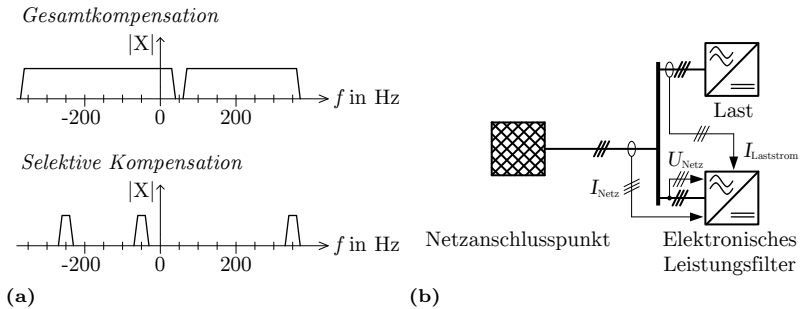 Gesamtkompensation
|X|
f in Hz
-200
0
200
Selektive Kompensation
|X|
f in Hz
-200
0
200
(a)
Last
I_Laststrom
U_Netz
I_Netz
Netzanschlusspunkt
Elektronisches
Leistungsfilter
(b)